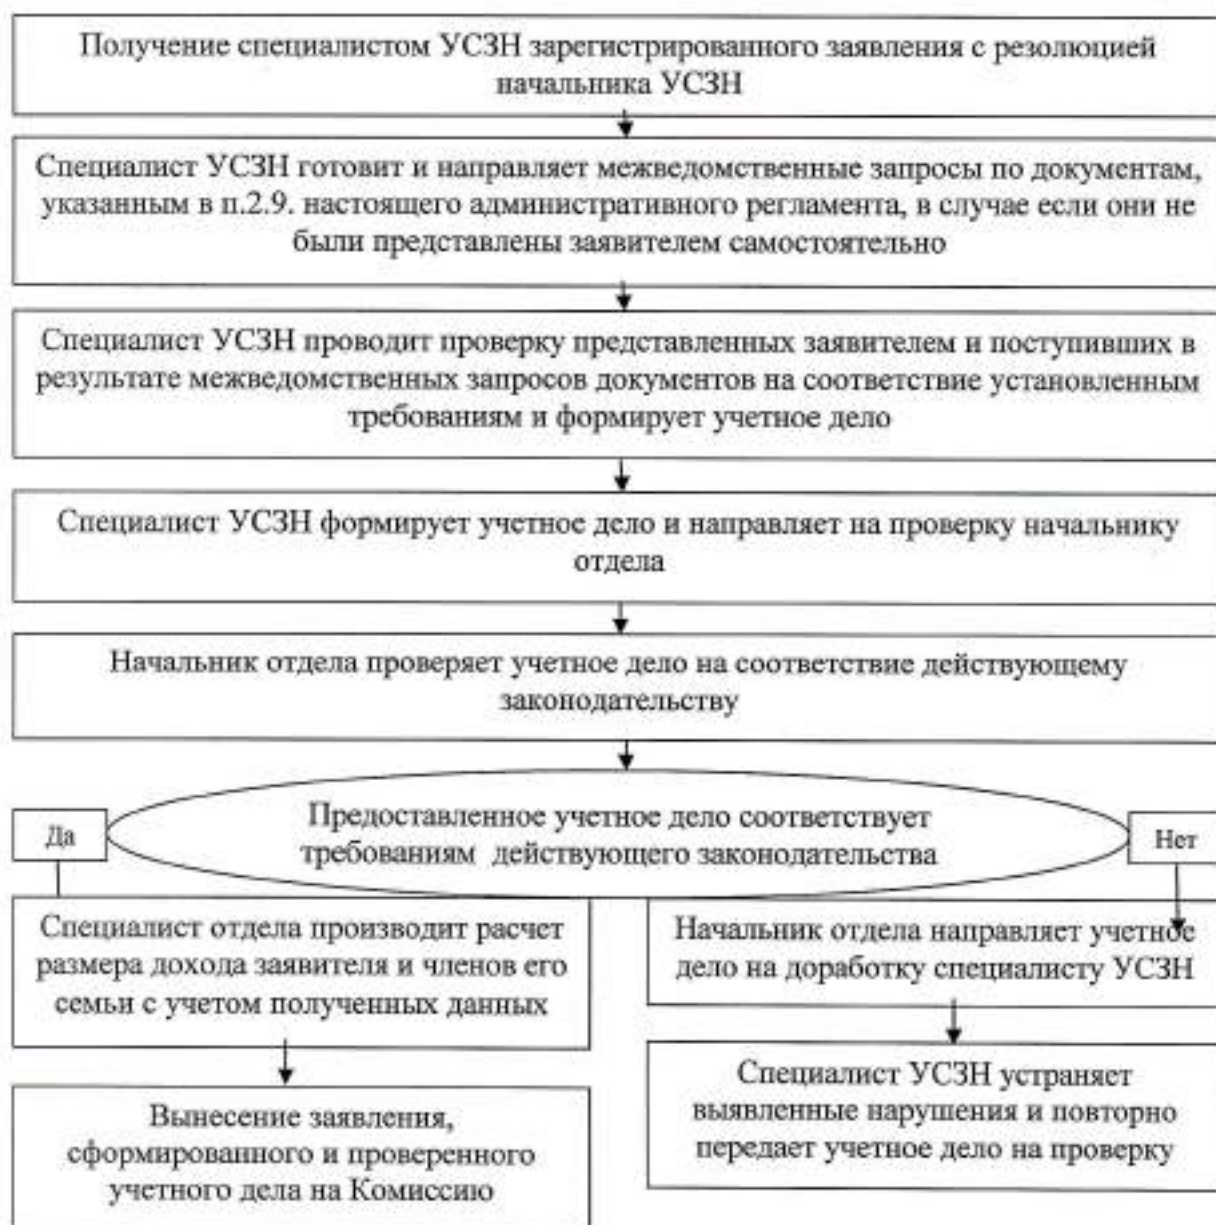 Получение специалистом УСЗН зарегистрированного заявления с резолюцией
начальника УСЗН
Специалист УСЗН готовит и направляет межведомственные запросы по документам,
указанным в п.2.9. настоящего административного регламента, в случае если они не
были представлены заявителем самостоятельно
Специалист УСЗН проводит проверку представленных заявителем и поступивших в
результате межведомственных запросов документов на соответствие установленным
требованиям и формирует учетное дело
Специалист УСЗН формирует учетное дело и направляет на проверку начальнику
отдела
Начальник отдела проверяет учетное дело на соответствие действующему
законодательству
Предоставленное учетное дело соответствует
требованиям действующего законодательства
Да
Нет
Специалист отдела производит расчет
размера дохода заявителя и членов его
семьи с учетом полученных данных
Вынесение заявления,
сформированного и проверенного
учетного дела на Комиссию
Начальник отдела направляет учетное
дело на доработку специалисту УСЗН
Специалист УСЗН устраняет
выявленные нарушения и повторно
передает учетное дело на проверку